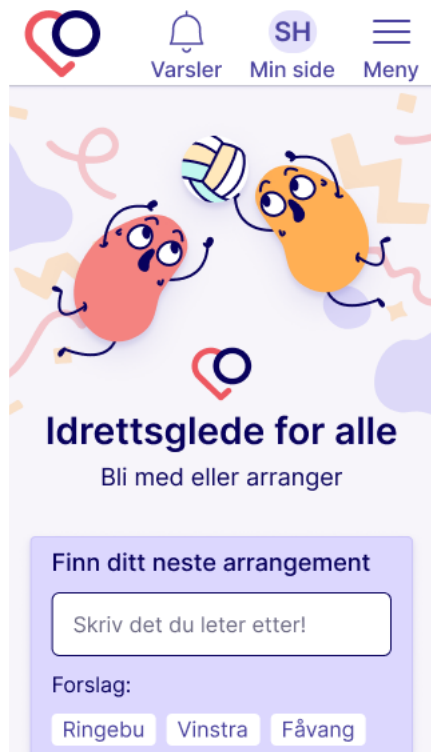 SH
Varsler Min side Meny
Idrettsglede for alle
Bli med eller arranger
Finn ditt neste arrangement
Skriv det du leter etter!
Forslag:
Ringebu Vinstra Fåvang